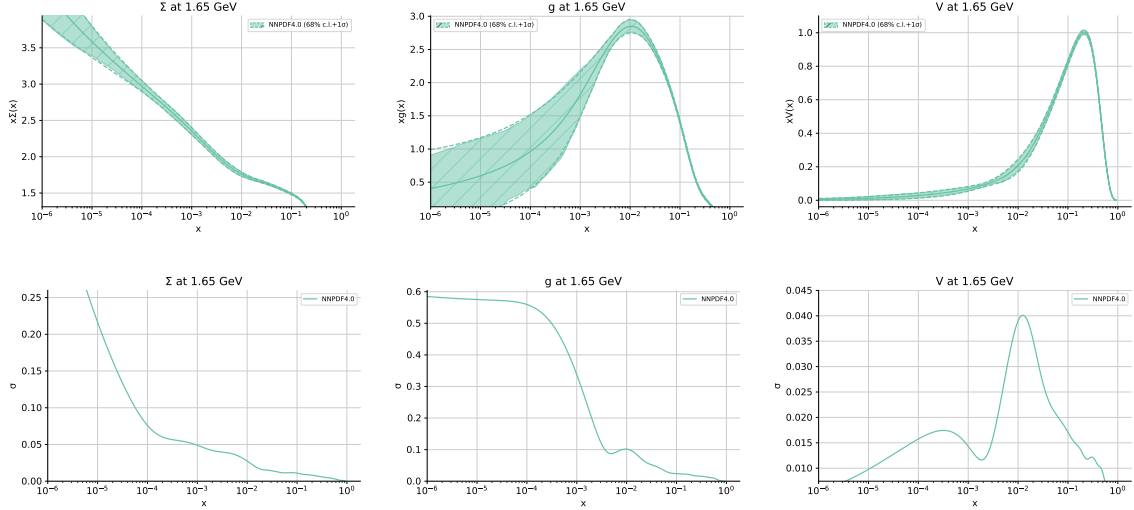 Σ at 1.65 GeV
NNPDF4.0 (68% c.l.+1σ)
xΣ(x)
3.5
3.0
2.5
2.0
1.5
10⁻⁶ 10⁻⁵ 10⁻⁴ 10⁻³ 10⁻² 10⁻¹ 10⁰
x
g at 1.65 GeV
NNPDF4.0 (68% c.l.+1σ)
xg(x)
3.0
2.5
2.0
1.5
1.0
0.5
10⁻⁶ 10⁻⁵ 10⁻⁴ 10⁻³ 10⁻² 10⁻¹ 10⁰
x
V at 1.65 GeV
NNPDF4.0 (68% c.l.+1σ)
xV(x)
1.0
0.8
0.6
0.4
0.2
0.0
10⁻⁶ 10⁻⁵ 10⁻⁴ 10⁻³ 10⁻² 10⁻¹ 10⁰
x
Σ at 1.65 GeV
NNPDF4.0
σ
0.25
0.20
0.15
0.10
0.05
0.00
10⁻⁶ 10⁻⁵ 10⁻⁴ 10⁻³ 10⁻² 10⁻¹ 10⁰
x
g at 1.65 GeV
NNPDF4.0
σ
0.6
0.5
0.4
0.3
0.2
0.1
0.0
10⁻⁶ 10⁻⁵ 10⁻⁴ 10⁻³ 10⁻² 10⁻¹ 10⁰
x
V at 1.65 GeV
NNPDF4.0
σ
0.045
0.040
0.035
0.030
0.025
0.020
0.015
0.010
10⁻⁶ 10⁻⁵ 10⁻⁴ 10⁻³ 10⁻² 10⁻¹ 10⁰
x